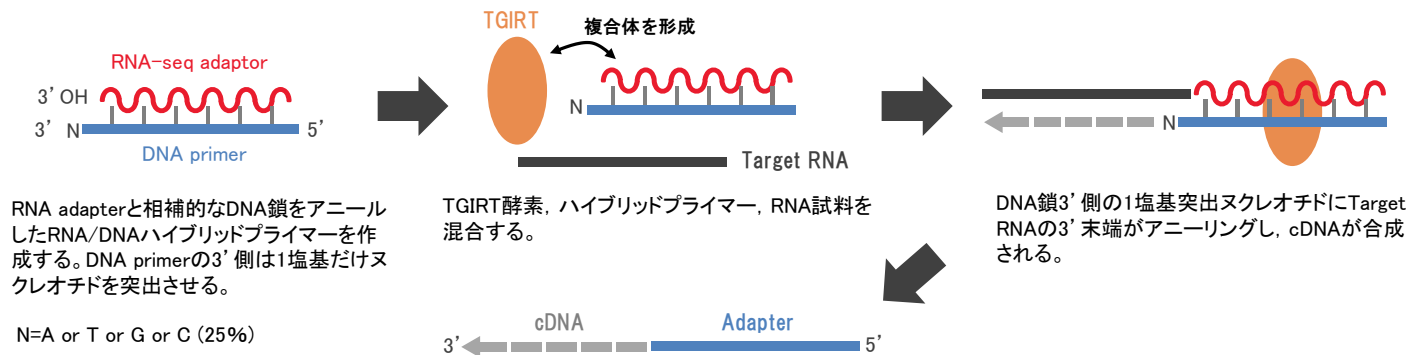 RNA-seq adaptor
3’ OH
3’ N
5’
DNA primer
RNA adapterと相補的なDNA鎖をアニール
したRNA/DNAハイブリッドプライマーを作
成する。DNA primerの3’側は1塩基だけヌ
クレオチドを突出させる。
N=A or T or G or C (25%)
TGIRT
複合体を形成
N
Target RNA
TGIRT酵素，ハイブリッドプライマー，RNA試料を
混合する。
N
DNA鎖3’側の1塩基突出ヌクレオチドにTarget
RNAの3’末端がアニーリングし，cDNAが合成
される。
cDNA
Adapter
3’
5’